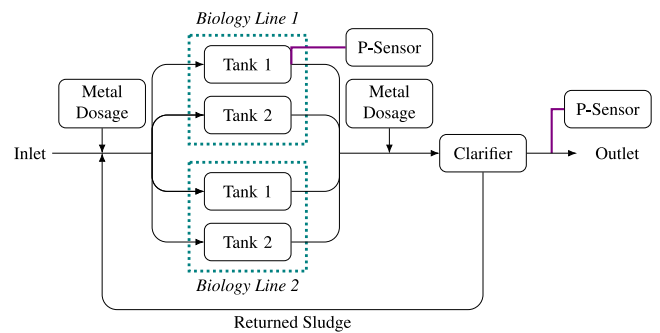 Biology Line 1
P-Sensor
Tank 1
Metal
Dosage
Metal
Dosage
P-Sensor
Tank 2
Inlet
Clarifier
Outlet
Tank 1
Tank 2
Biology Line 2
Returned Sludge